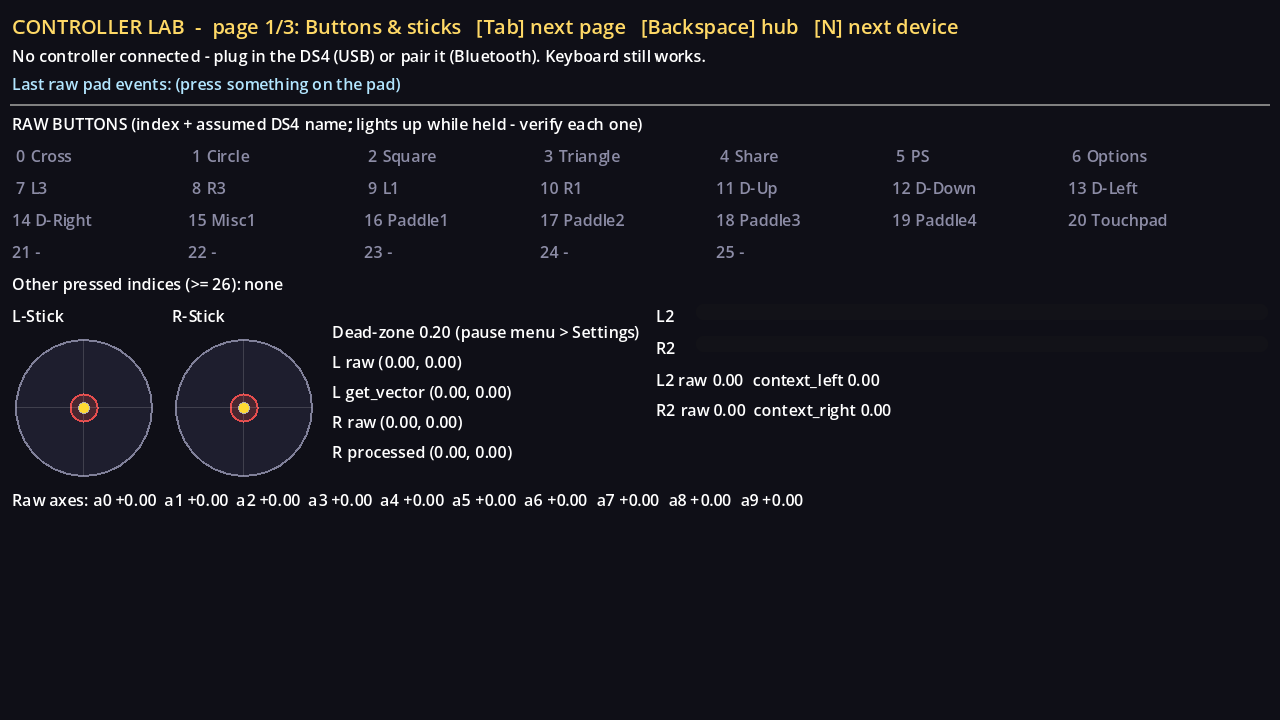 CONTROLLER LAB - page 1/3: Buttons & sticks [Tab] next page [Backspace] hub [N] next device
No controller connected - plug in the DS4 (USB) or pair it (Bluetooth). Keyboard still works.
Last raw pad events: (press something on the pad)
RAW BUTTONS (index + assumed DS4 name; lights up while held - verify each one)
0 Cross 1 Circle 2 Square 3 Triangle 4 Share 5 PS 6 Options
7 L3 8 R3 9 L1 10 R1 11 D-Up 12 D-Down 13 D-Left
14 D-Right 15 Misc1 16 Paddle1 17 Paddle2 18 Paddle3 19 Paddle4 20 Touchpad
21 - 22 - 23 - 24 - 25 -
Other pressed indices (>= 26): none
L-Stick R-Stick
Dead-zone 0.20 (pause menu > Settings)
L raw (0.00, 0.00)
L get_vector (0.00, 0.00)
R raw (0.00, 0.00)
R processed (0.00, 0.00)
L2
R2
L2 raw 0.00 context_left 0.00
R2 raw 0.00 context_right 0.00
Raw axes: a0 +0.00 a1 +0.00 a2 +0.00 a3 +0.00 a4 +0.00 a5 +0.00 a6 +0.00 a7 +0.00 a8 +0.00 a9 +0.00